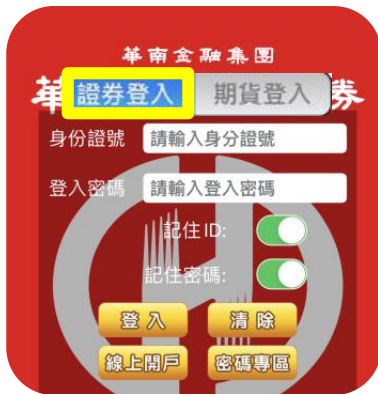 華南金融集團
華 證券登入 期貨登入 券
身份證號 請輸入身分證號
登入密碼 請輸入登入密碼
記住ID:
記住密碼:
登入 清除
線上開戶 密碼專區